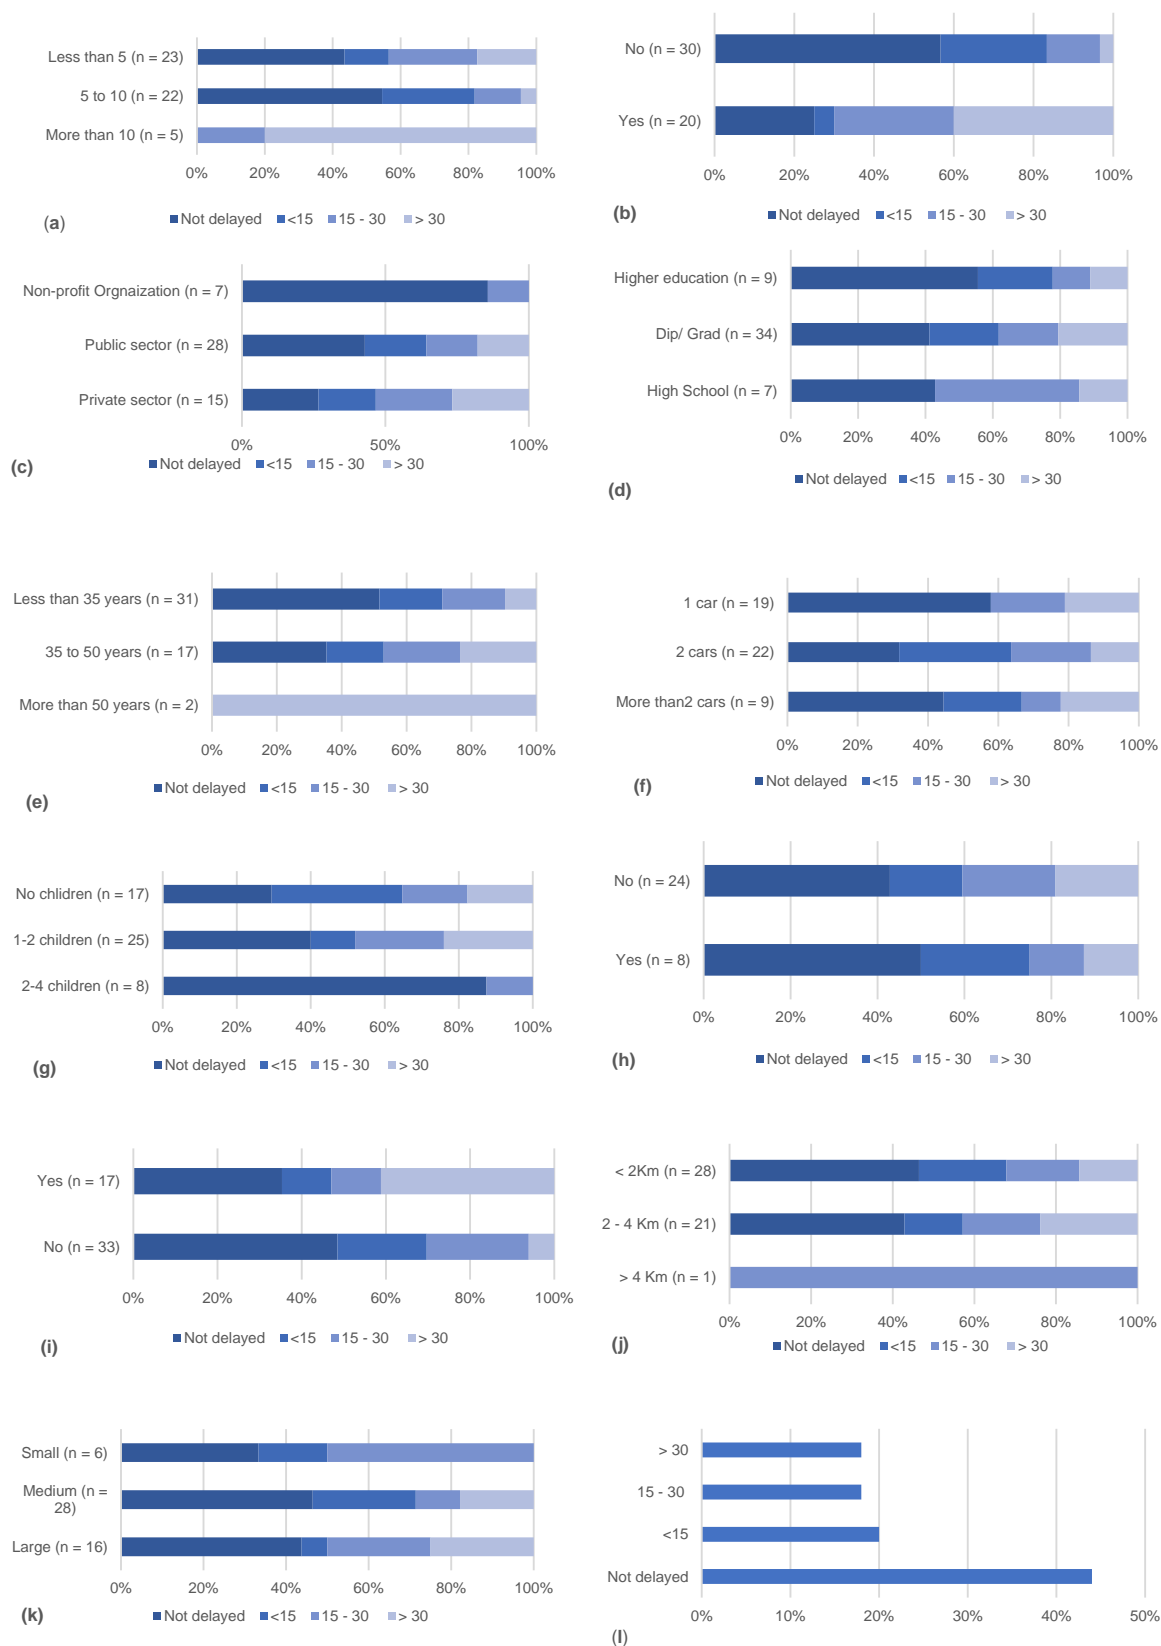 Less than 5 (n = 23)
5 to 10 (n = 22)
More than 10 (n = 5)
0% 20% 40% 60% 80% 100%
Not delayed <15 15 - 30 > 30
(a)
No (n = 30)
Yes (n = 20)
0% 20% 40% 60% 80% 100%
Not delayed <15 15 - 30 > 30
(b)
Non-profit Orgnaization (n = 7)
Public sector (n = 28)
Private sector (n = 15)
0% 50% 100%
Not delayed <15 15 - 30 > 30
(c)
Higher education (n = 9)
Dip/ Grad (n = 34)
High School (n = 7)
0% 20% 40% 60% 80% 100%
Not delayed <15 15 - 30 > 30
(d)
Less than 35 years (n = 31)
35 to 50 years (n = 17)
More than 50 years (n = 2)
0% 20% 40% 60% 80% 100%
Not delayed <15 15 - 30 > 30
(e)
1 car (n = 19)
2 cars (n = 22)
More than2 cars (n = 9)
0% 20% 40% 60% 80% 100%
Not delayed <15 15 - 30 > 30
(f)
No chlidren (n = 17)
1-2 children (n = 25)
2-4 children (n = 8)
0% 20% 40% 60% 80% 100%
Not delayed <15 15 - 30 > 30
(g)
No (n = 24)
Yes (n = 8)
0% 20% 40% 60% 80% 100%
Not delayed <15 15 - 30 > 30
(h)
Yes (n = 17)
No (n = 33)
0% 20% 40% 60% 80% 100%
Not delayed <15 15 - 30 > 30
(i)
< 2Km (n = 28)
2 - 4 Km (n = 21)
> 4 Km (n = 1)
0% 20% 40% 60% 80% 100%
Not delayed <15 15 - 30 > 30
(j)
Small (n = 6)
Medium (n =
28)
Large (n = 16)
0% 20% 40% 60% 80% 100%
Not delayed <15 15 - 30 > 30
(k)
> 30
15 - 30
<15
Not delayed
0% 10% 20% 30% 40% 50%
(l)